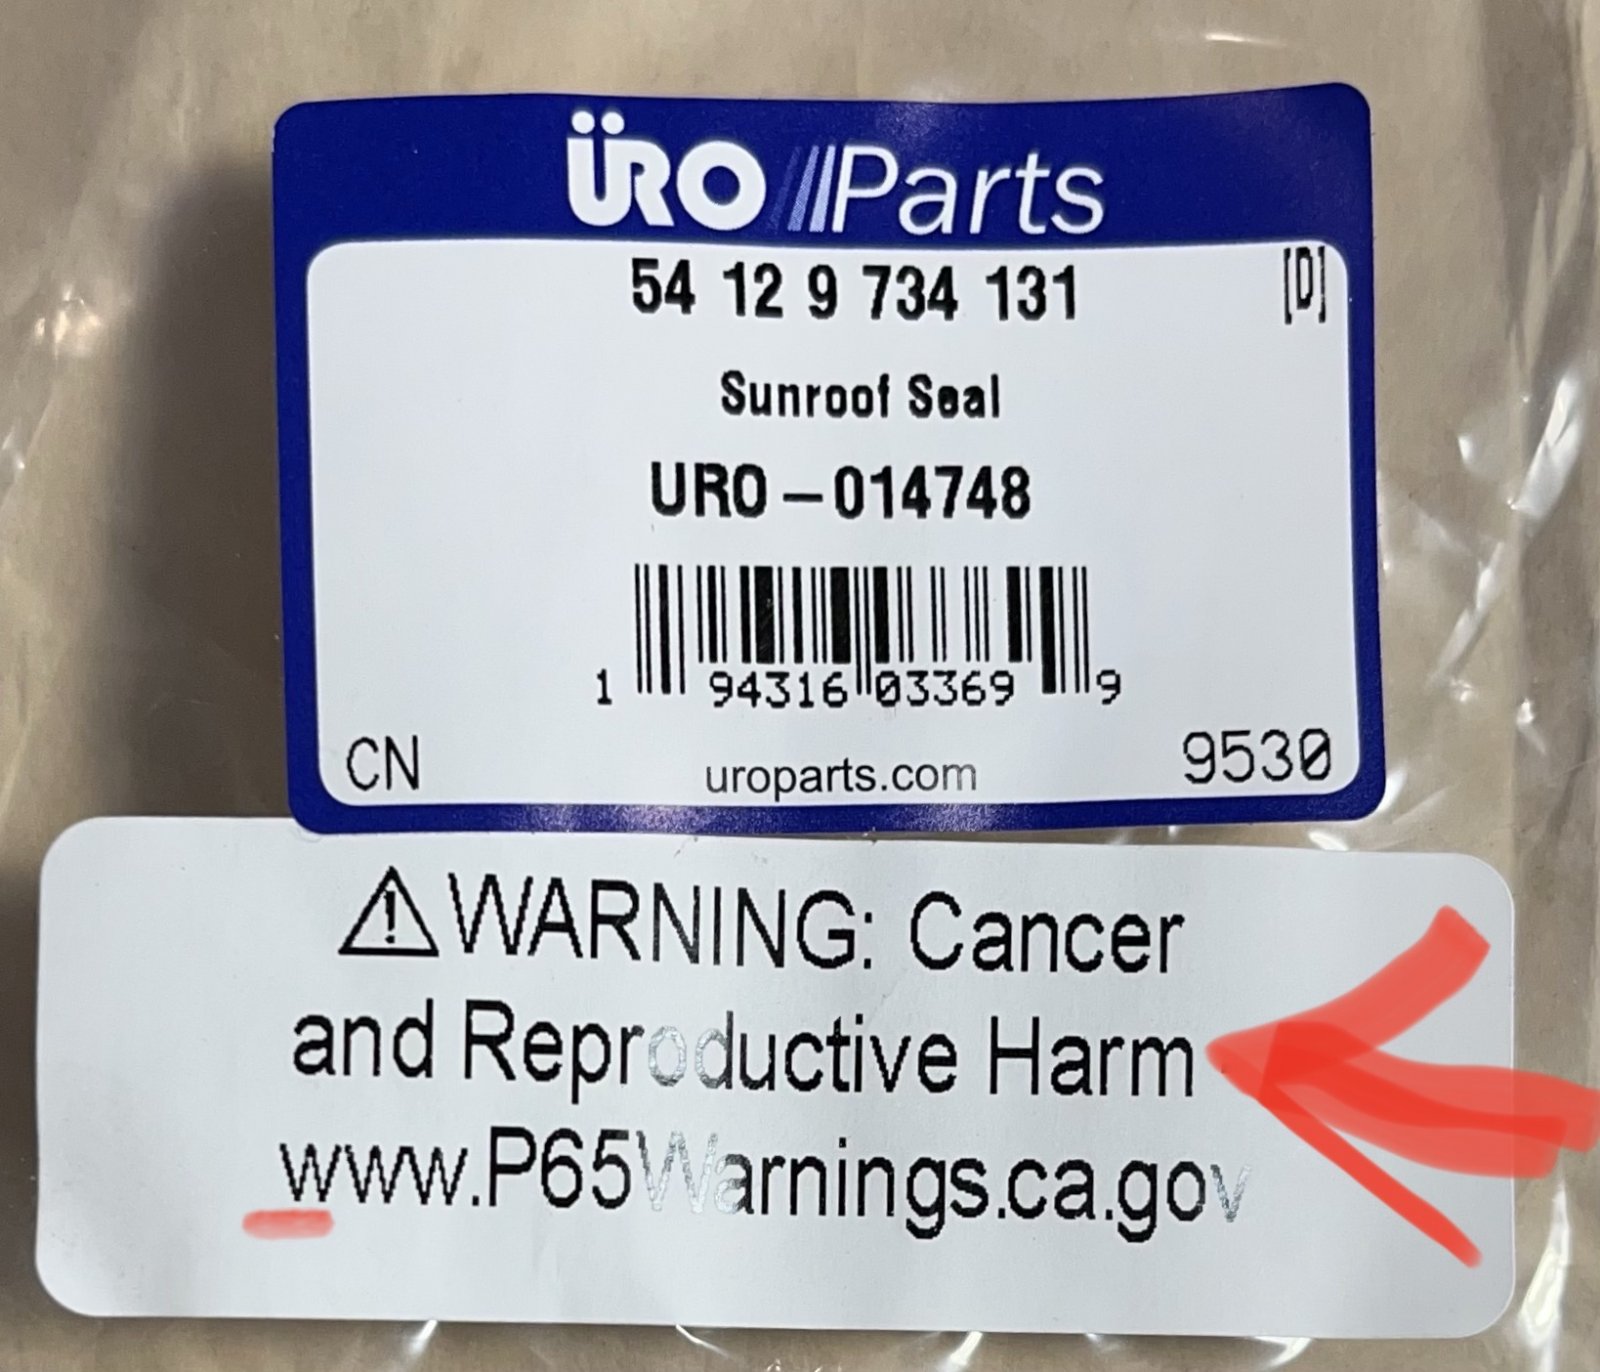 ÜRO Parts
54 12 9 734 131 [D]
Sunroof Seal
URO-014748
1 94316 03369 9
CN uroparts.com 9530
⚠WARNING: Cancer
and Reproductive Harm
www.P65Warnings.ca.gov